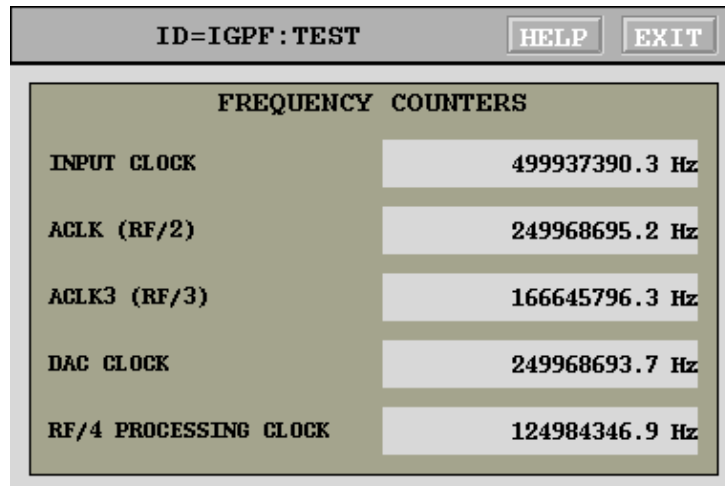 ID=IGPF:TEST HELP EXIT
FREQUENCY COUNTERS
INPUT CLOCK 499937390.3 Hz
ACLK (RF/2) 249968695.2 Hz
ACLK3 (RF/3) 166645796.3 Hz
DAC CLOCK 249968693.7 Hz
RF/4 PROCESSING CLOCK 124984346.9 Hz